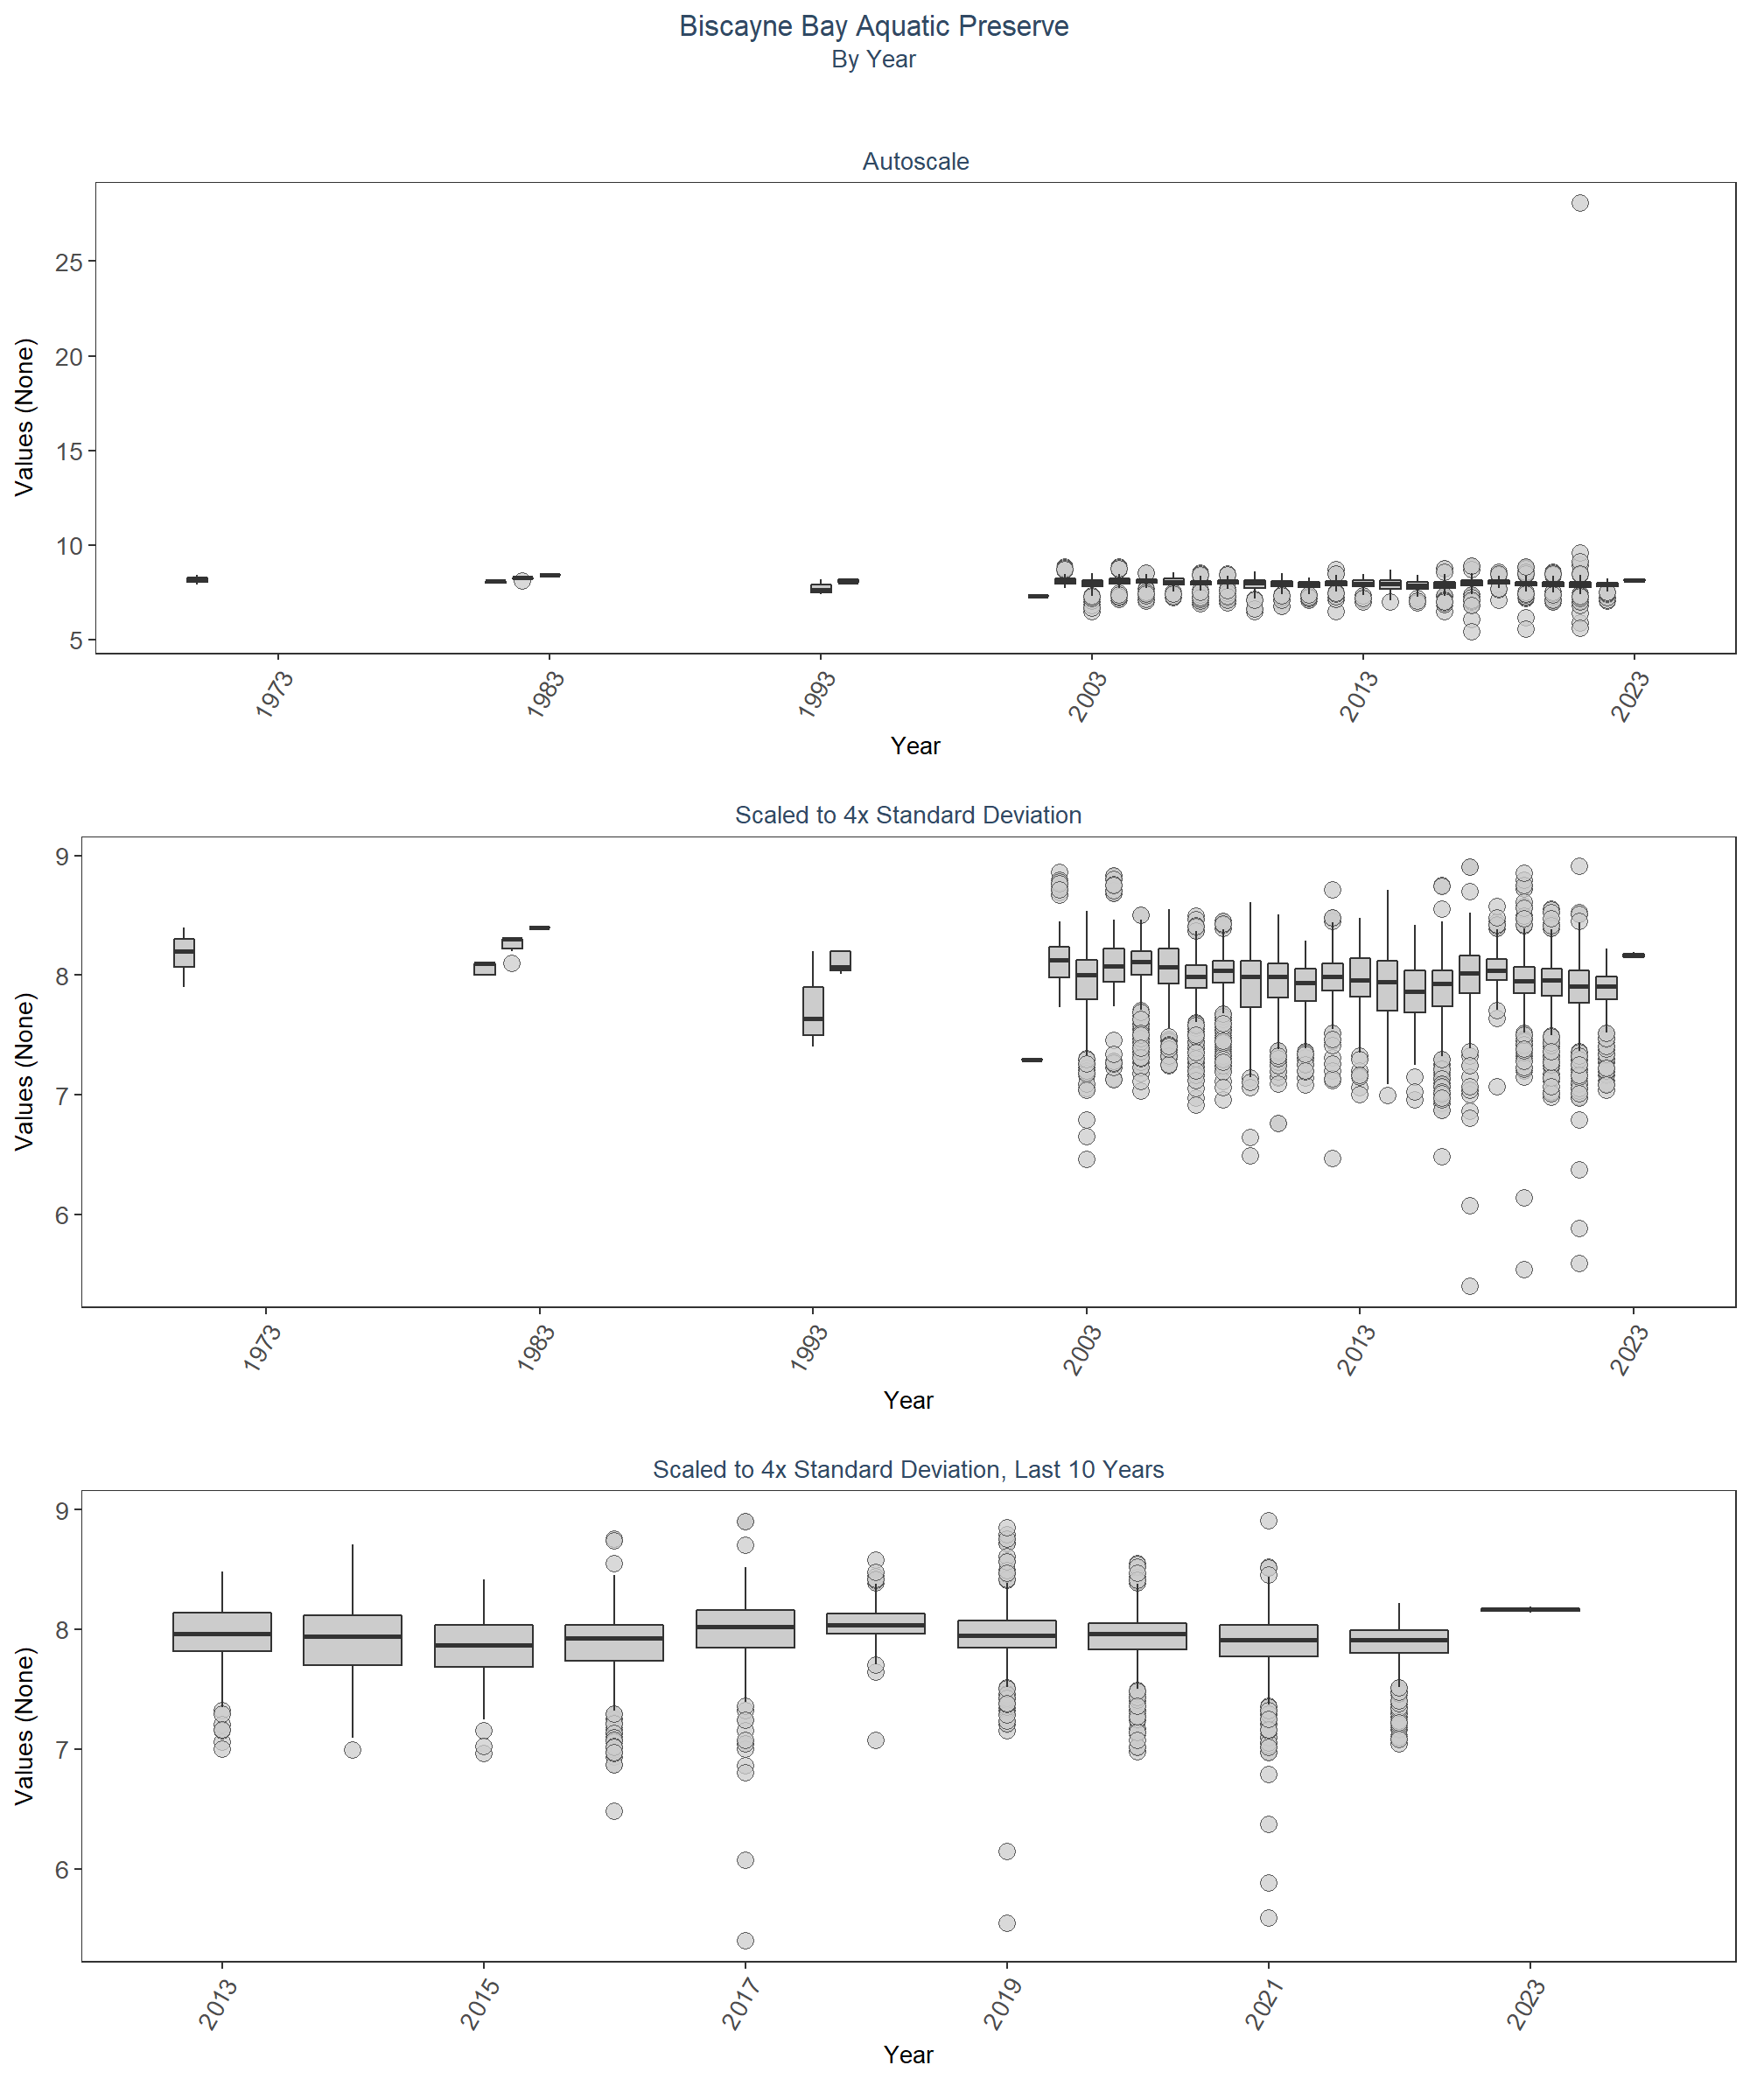 Biscayne Bay Aquatic Preserve
By Year
Autoscale
Values (None)
25
20
15
10
5
1973
1983
1993
2003
2013
2023
Year
Scaled to 4x Standard Deviation
Values (None)
9
8
7
6
1973
1983
1993
2003
2013
2023
Year
Scaled to 4x Standard Deviation, Last 10 Years
Values (None)
9
8
7
6
2013
2015
2017
2019
2021
2023
Year